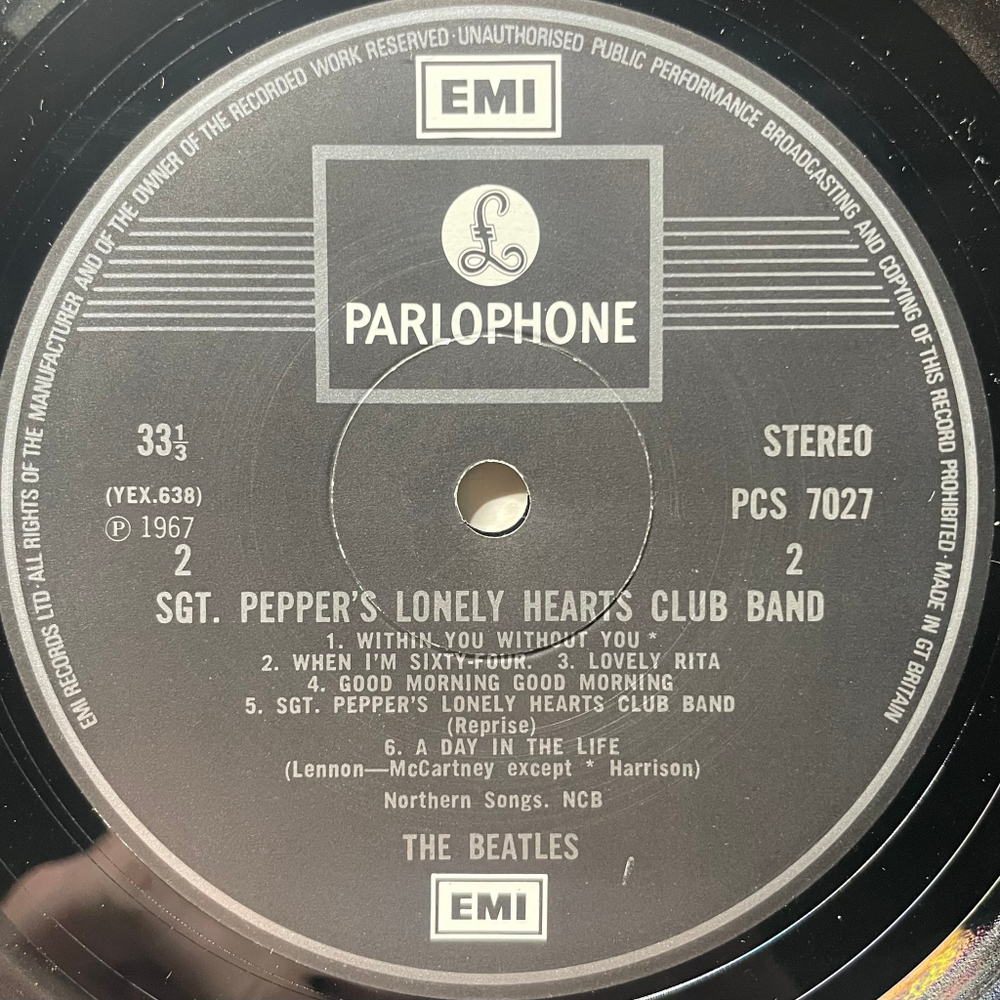 EMI RECORDS LTD · ALL RIGHTS OF THE MANUFACTURER AND OF THE OWNER OF THE RECORDED WORK RESERVED · UNAUTHORISED PUBLIC PERFORMANCE BROADCASTING AND COPYING OF THIS RECORD PROHIBITED · MADE IN GT BRITAIN
EMI
£
PARLOPHONE
33⅓
STEREO
(YEX.638)
PCS 7027
℗ 1967
2
2
SGT. PEPPER'S LONELY HEARTS CLUB BAND
1. WITHIN YOU WITHOUT YOU *
2. WHEN I'M SIXTY-FOUR. 3. LOVELY RITA
4. GOOD MORNING GOOD MORNING
5. SGT. PEPPER'S LONELY HEARTS CLUB BAND
(Reprise)
6. A DAY IN THE LIFE
(Lennon—McCartney except * Harrison)
Northern Songs. NCB
THE BEATLES
EMI